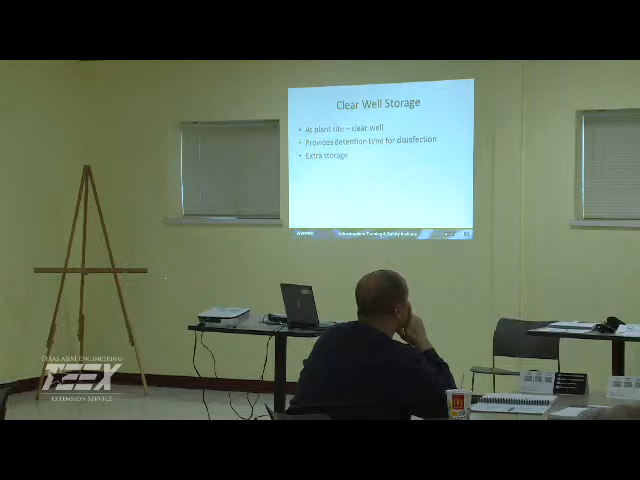 Clear Well Storage
• At plant site – clear well
• Provides detention time for disinfection
• Extra storage
Infrastructure Training & Safety Institute
TEXAS A&M ENGINEERING
TEEX
EXTENSION SERVICE